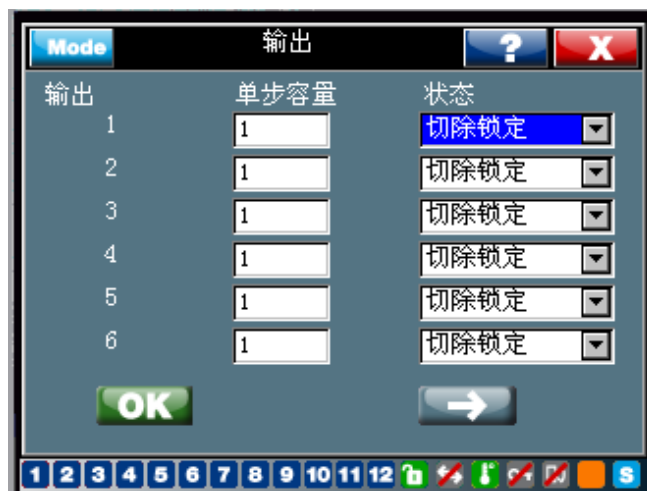 Mode 输出 ? X
输出 单步容量 状态
1 1 切除锁定
2 1 切除锁定
3 1 切除锁定
4 1 切除锁定
5 1 切除锁定
6 1 切除锁定
OK
1 2 3 4 5 6 7 8 9 10 11 12 S